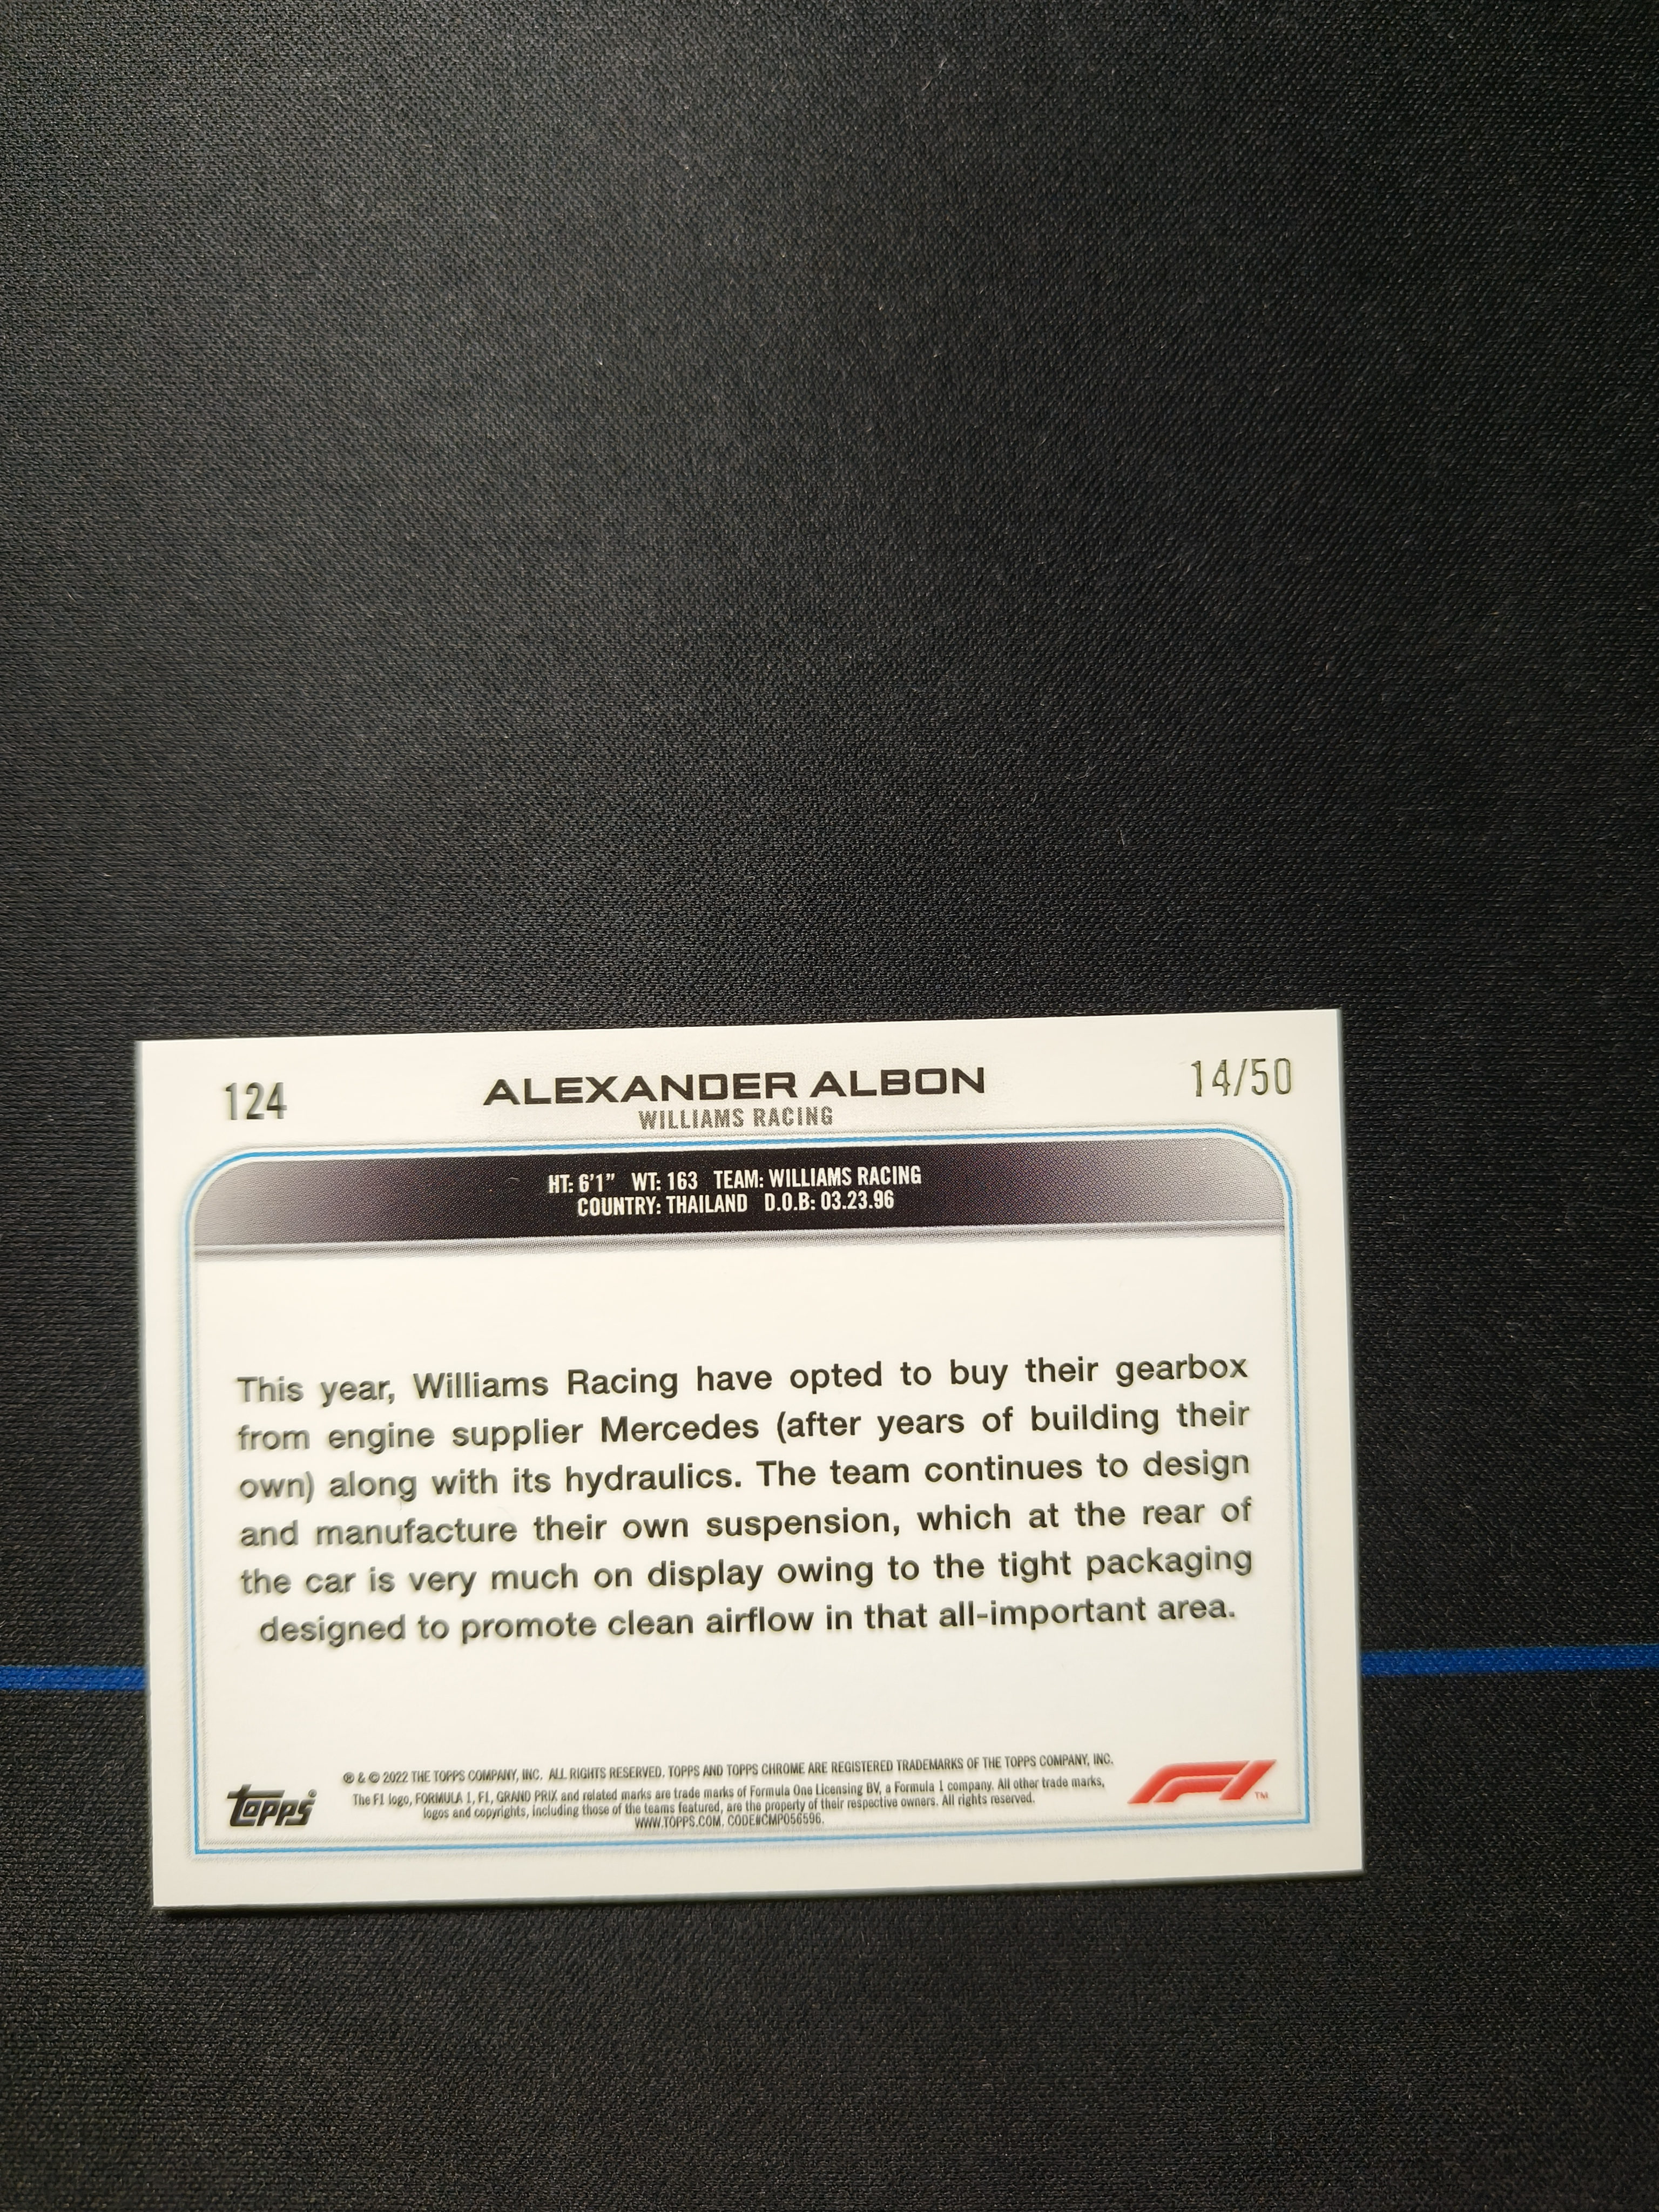 124
ALEXANDER ALBON
14/50
WILLIAMS RACING
HT: 6'1" WT: 163 TEAM: WILLIAMS RACING
COUNTRY: THAILAND D.O.B: 03.23.96
This year, Williams Racing have opted to buy their gearbox
from engine supplier Mercedes (after years of building their
own) along with its hydraulics. The team continues to design
and manufacture their own suspension, which at the rear of
the car is very much on display owing to the tight packaging
designed to promote clean airflow in that all-important area.
® & © 2022 THE TOPPS COMPANY, INC. ALL RIGHTS RESERVED. TOPPS AND TOPPS CHROME ARE REGISTERED TRADEMARKS OF THE TOPPS COMPANY, INC.
The F1 logo, FORMULA 1, F1, GRAND PRIX and related marks are trade marks of Formula One Licensing BV, a Formula 1 company. All other trade marks,
logos and copyrights, including those of the teams featured, are the property of their respective owners. All rights reserved.
WWW.TOPPS.COM. CODE#CMP056596.
Topps
F1™